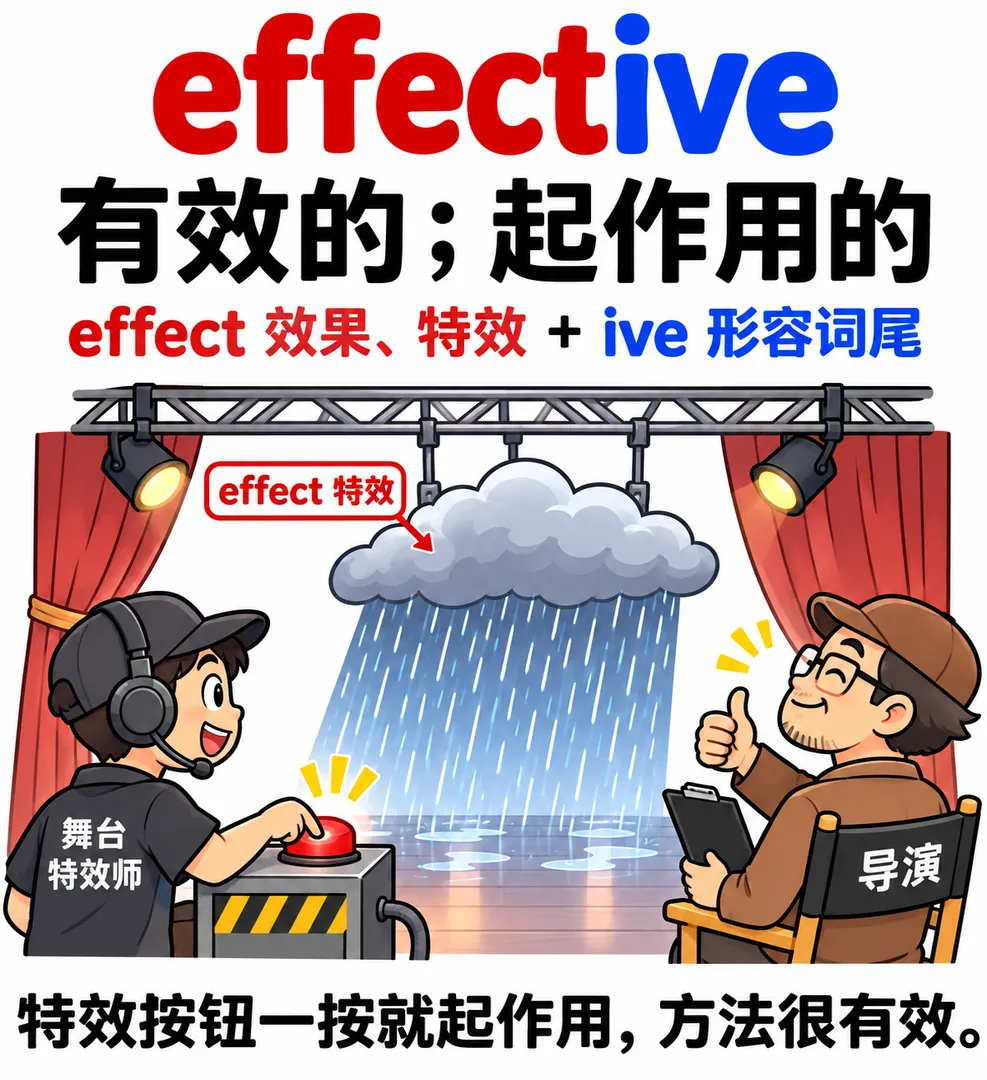 effective
有效的；起作用的
effect 效果、特效 + ive 形容词尾
effect 特效
舞台
特效师
导演
特效按钮一按就起作用，方法很有效。